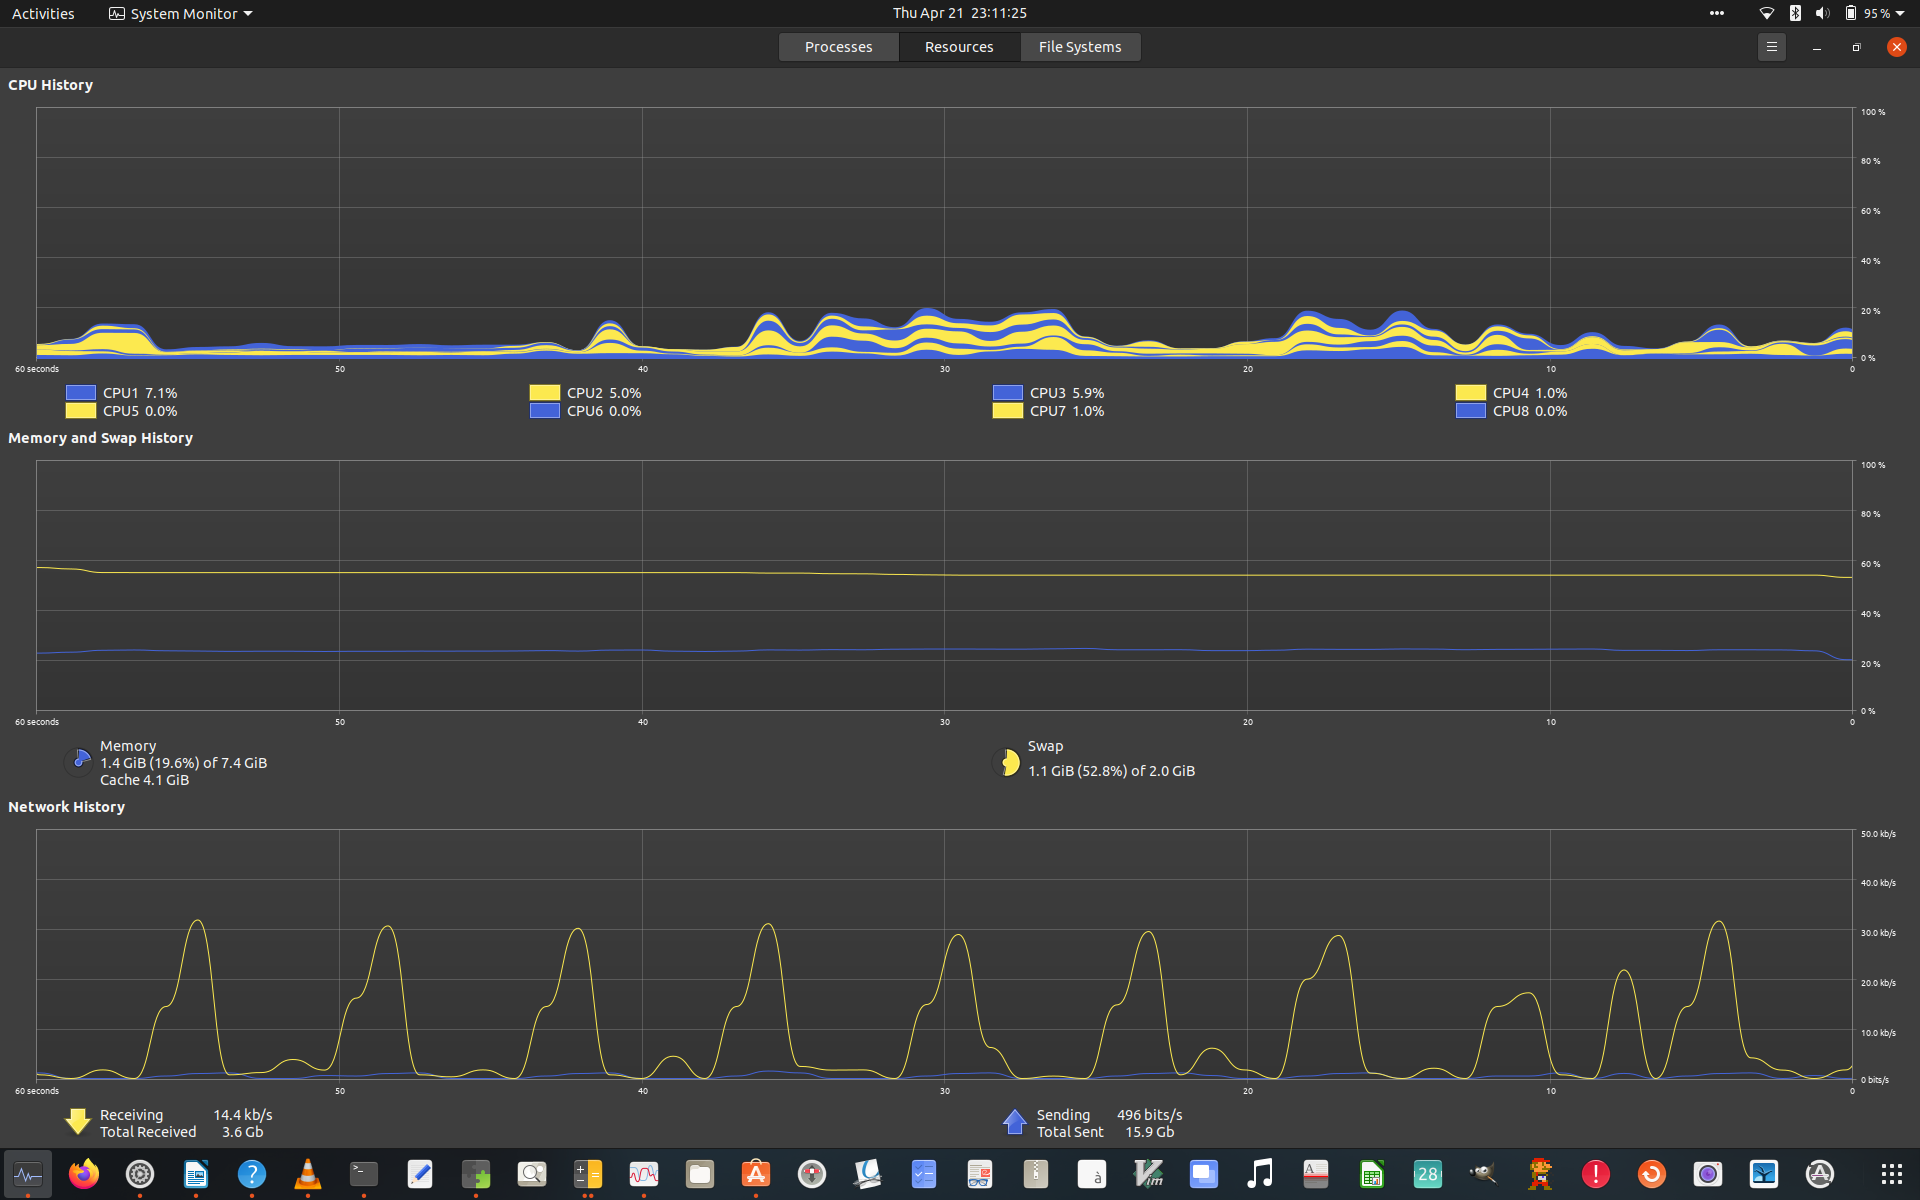 Activities System Monitor Thu Apr 21 23:11:25 95 %
Processes Resources File Systems
CPU History
100 %
80 %
60 %
40 %
20 %
0 %
60 seconds 50 40 30 20 10 0
CPU1 7.1% CPU2 5.0% CPU3 5.9% CPU4 1.0%
CPU5 0.0% CPU6 0.0% CPU7 1.0% CPU8 0.0%
Memory and Swap History
100 %
80 %
60 %
40 %
20 %
0 %
60 seconds 50 40 30 20 10 0
Memory Swap
1.4 GiB (19.6%) of 7.4 GiB 1.1 GiB (52.8%) of 2.0 GiB
Cache 4.1 GiB
Network History
50.0 kb/s
40.0 kb/s
30.0 kb/s
20.0 kb/s
10.0 kb/s
0 bits/s
60 seconds 50 40 30 20 10 0
Receiving 14.4 kb/s Sending 496 bits/s
Total Received 3.6 Gb Total Sent 15.9 Gb
? >_ à Vim A 28 !